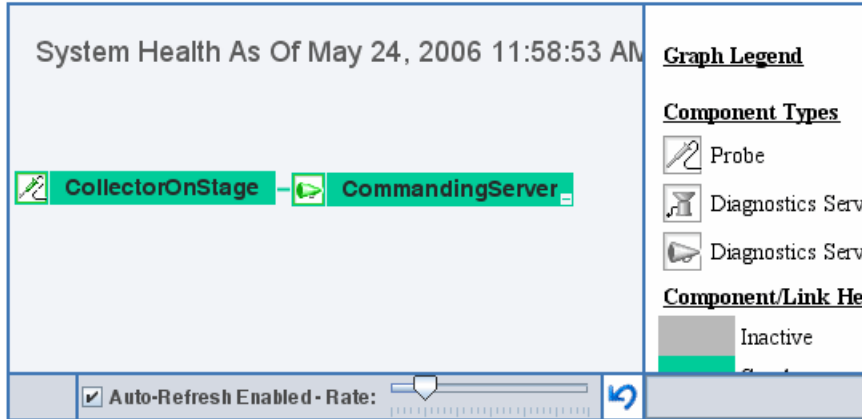 System Health As Of May 24, 2006 11:58:53 AM
CollectorOnStage
CommandingServer
Auto-Refresh Enabled - Rate:
Graph Legend
Component Types
Probe
Diagnostics Serv
Diagnostics Serv
Component/Link He
Inactive